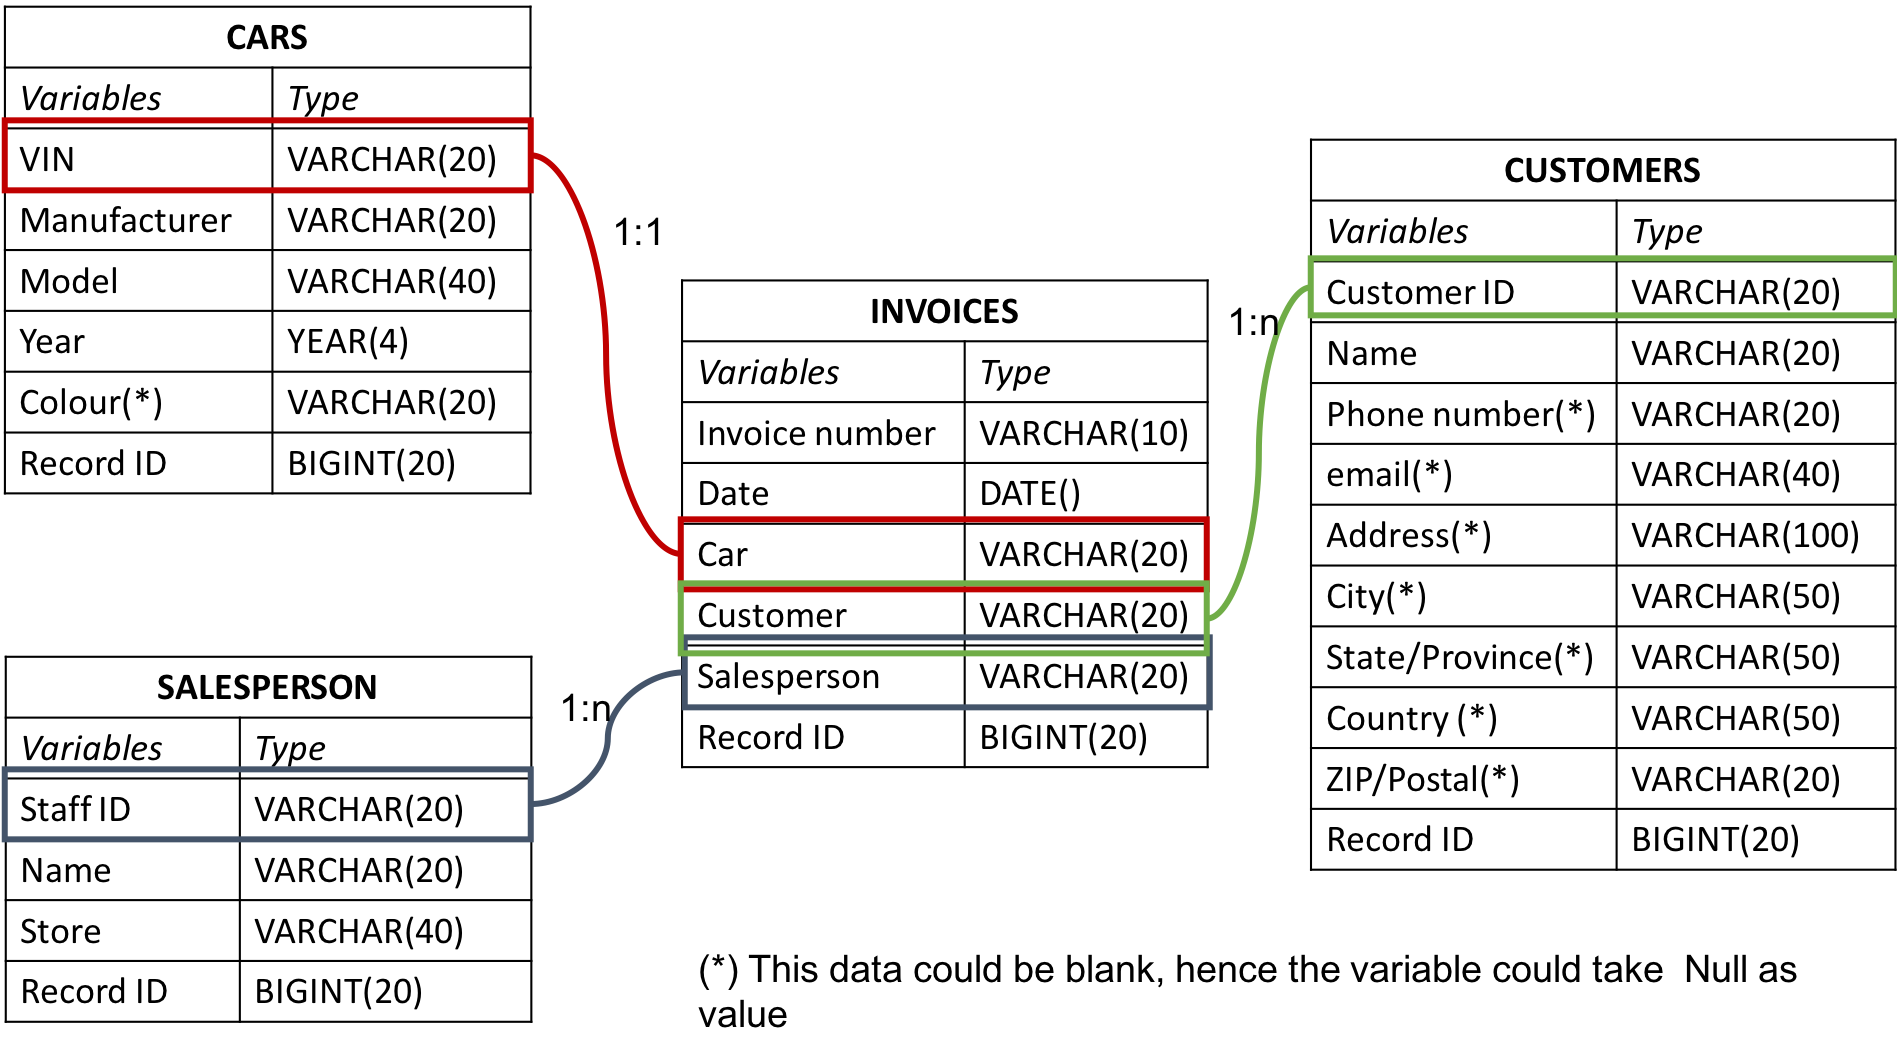 CARS
Variables Type
VIN VARCHAR(20)
Manufacturer VARCHAR(20)
Model VARCHAR(40)
Year YEAR(4)
Colour(*) VARCHAR(20)
Record ID BIGINT(20)
1:1
INVOICES
Variables Type
Invoice number VARCHAR(10)
Date DATE()
Car VARCHAR(20)
Customer VARCHAR(20)
Salesperson VARCHAR(20)
Record ID BIGINT(20)
1:n
CUSTOMERS
Variables Type
Customer ID VARCHAR(20)
Name VARCHAR(20)
Phone number(*) VARCHAR(20)
email(*) VARCHAR(40)
Address(*) VARCHAR(100)
City(*) VARCHAR(50)
State/Province(*) VARCHAR(50)
Country (*) VARCHAR(50)
ZIP/Postal(*) VARCHAR(20)
Record ID BIGINT(20)
SALESPERSON
Variables Type
Staff ID VARCHAR(20)
Name VARCHAR(20)
Store VARCHAR(40)
Record ID BIGINT(20)
1:n
(*) This data could be blank, hence the variable could take  Null as
value